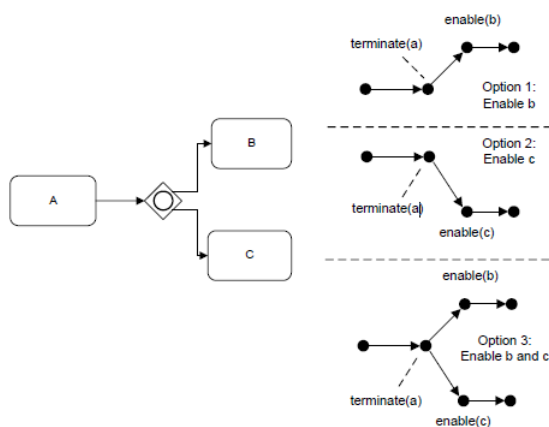 A
B
C
enable(b)
terminate(a)
Option 1:
Enable b
Option 2:
Enable c
terminate(a)
enable(c)
enable(b)
Option 3:
Enable b and c
terminate(a)
enable(c)